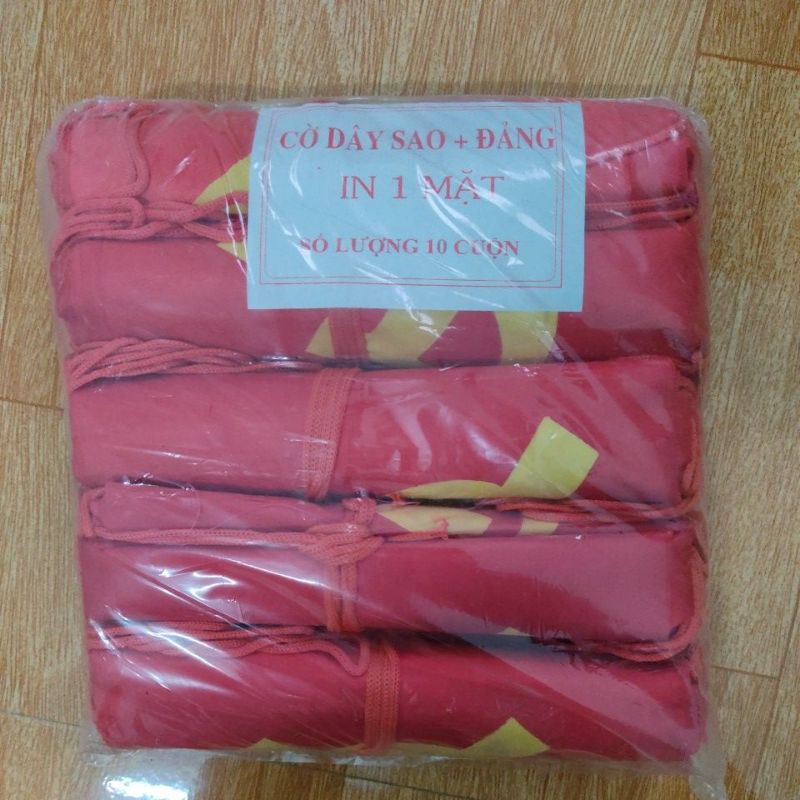 CỜ DÂY SAO + ĐẢNG
IN 1 MẶT
SỐ LƯỢNG 10 CUỘN